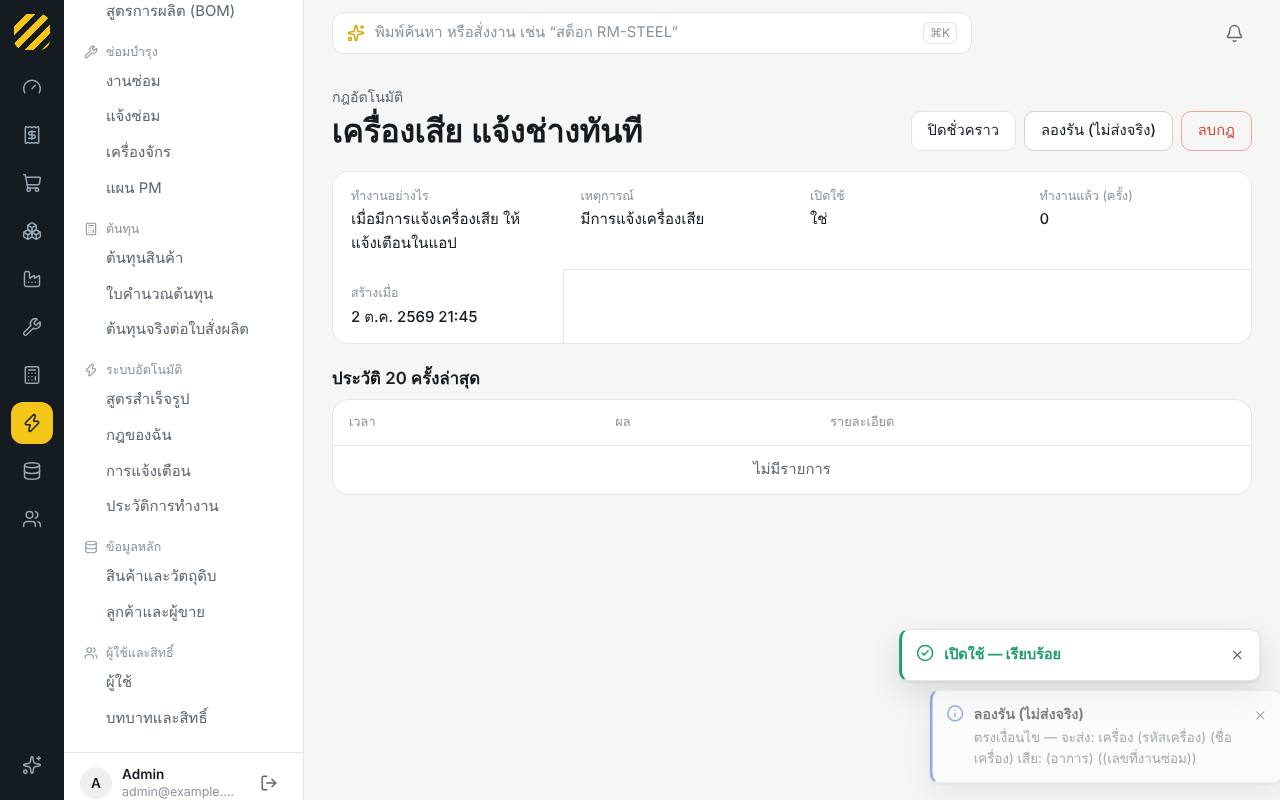 สูตรการผลิต (BOM)
ซ่อมบำรุง
งานซ่อม
แจ้งซ่อม
เครื่องจักร
แผน PM
ต้นทุน
ต้นทุนสินค้า
ใบคำนวณต้นทุน
ต้นทุนจริงต่อใบสั่งผลิต
ระบบอัตโนมัติ
สูตรสำเร็จรูป
กฎของฉัน
การแจ้งเตือน
ประวัติการทำงาน
ข้อมูลหลัก
สินค้าและวัตถุดิบ
ลูกค้าและผู้ขาย
ผู้ใช้และสิทธิ์
ผู้ใช้
บทบาทและสิทธิ์
A
Admin
admin@example....
พิมพ์ค้นหา หรือสั่งงาน เช่น “สต็อก RM-STEEL”
⌘K
กฎอัตโนมัติ
เครื่องเสีย แจ้งช่างทันที
ปิดชั่วคราว
ลองรัน (ไม่ส่งจริง)
ลบกฎ
ทำงานอย่างไร
เมื่อมีการแจ้งเครื่องเสีย ให้
แจ้งเตือนในแอป
เหตุการณ์
มีการแจ้งเครื่องเสีย
เปิดใช้
ใช่
ทำงานแล้ว (ครั้ง)
0
สร้างเมื่อ
2 ต.ค. 2569 21:45
ประวัติ 20 ครั้งล่าสุด
เวลา
ผล
รายละเอียด
ไม่มีรายการ
เปิดใช้ — เรียบร้อย
ลองรัน (ไม่ส่งจริง)
ตรงเงื่อนไข — จะส่ง: เครื่อง (รหัสเครื่อง) (ชื่อ
เครื่อง) เสีย: (อาการ) ((เลขที่งานซ่อม))